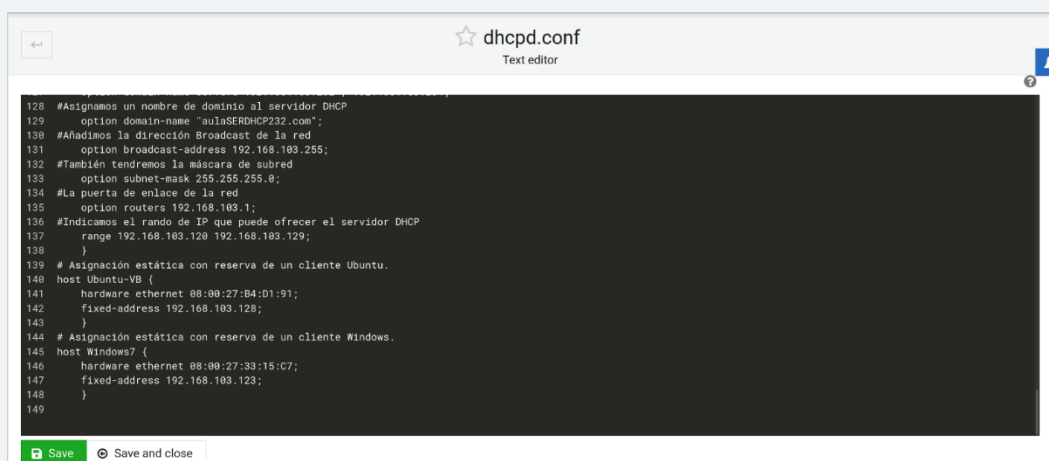 dhcpd.conf
Text editor
128 #Asignamos un nombre de dominio al servidor DHCP
129 option domain-name "aulaSERDHCP232.com";
130 #Añadimos la dirección Broadcast de la red
131 option broadcast-address 192.168.103.255;
132 #También tendremos la máscara de subred
133 option subnet-mask 255.255.255.0;
134 #La puerta de enlace de la red
135 option routers 192.168.103.1;
136 #Indicamos el rando de IP que puede ofrecer el servidor DHCP
137 range 192.168.103.120 192.168.103.129;
138 }
139 # Asignación estática con reserva de un cliente Ubuntu.
140 host Ubuntu-VB {
141 hardware ethernet 08:00:27:B4:D1:91;
142 fixed-address 192.168.103.128;
143 }
144 # Asignación estática con reserva de un cliente Windows.
145 host Windows7 {
146 hardware ethernet 08:00:27:33:15:C7;
147 fixed-address 192.168.103.123;
148 }
149
Save Save and close